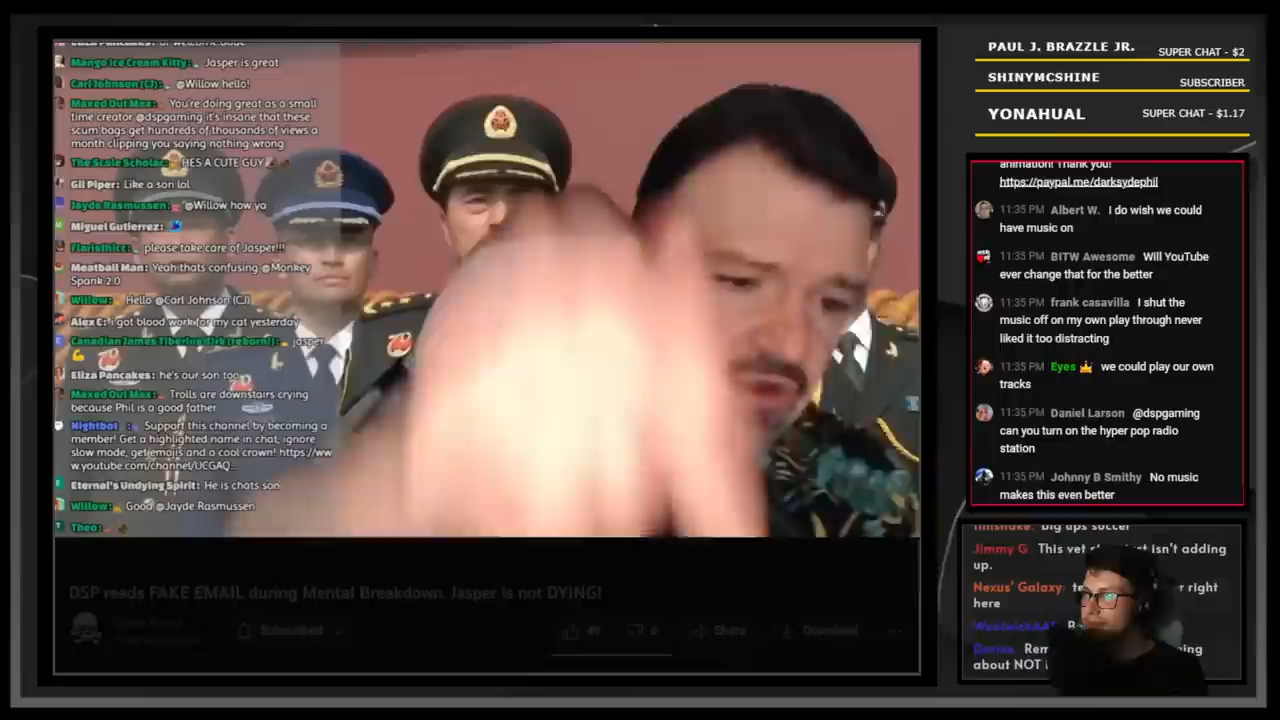 Eliza Pancakes: or welcome dude
Mango Ice Cream Kitty: Jasper is great
Carl Johnson (CJ): @Willow hello!
Maxed Out Max: You're doing great as a small
time creator @dspgaming it's insane that these
scum bags get hundreds of thousands of views a
month clipping you saying nothing wrong
The Scale Scholar: HES A CUTE GUY
Gil Piper: Like a son lol
Jayde Rasmussen: @Willow how ya
Miguel Gutierrez:
Flaristhicc: please take care of Jasper!!!
Meatball Man: Yeah thats confusing @Monkey
Spank 2.0
Willow: Hello @Carl Johnson (CJ)
Alex C: i got blood work for my cat yesterday
Canadian James Tiberius Kirk (reborn!): jasper
Eliza Pancakes: he's our son too
Maxed Out Max: Trolls are downstairs crying
because Phil is a good father
Nightbot : Support this channel by becoming a
member! Get a highlighted name in chat, ignore
slow mode, get emojis and a cool crown! https://ww
w.youtube.com/channel/UCGAQ...
Eternal's Undying Spirit: He is chats son
Willow: Good @Jayde Rasmussen
Theo:
DSP reads FAKE EMAIL during Mental Breakdown. Jasper is not DYING!
Subscribed
49
0
Share
Download
PAUL J. BRAZZLE JR. SUPER CHAT - $2
SHINYMCSHINE SUBSCRIBER
YONAHUAL SUPER CHAT - $1.17
animation! Thank you!
https://paypal.me/darksydephil
11:35 PM Albert W. I do wish we could
have music on
11:35 PM BITW Awesome Will YouTube
ever change that for the better
11:35 PM frank casavilla I shut the
music off on my own play through never
liked it too distracting
11:35 PM Eyes we could play our own
tracks
11:35 PM Daniel Larson @dspgaming
can you turn on the hyper pop radio
station
11:35 PM Johnny B Smithy No music
makes this even better
Big ups soccer
Jimmy G: This vet isn't adding
up.
Nexus' Galaxy: right
here
Rem
about NOT